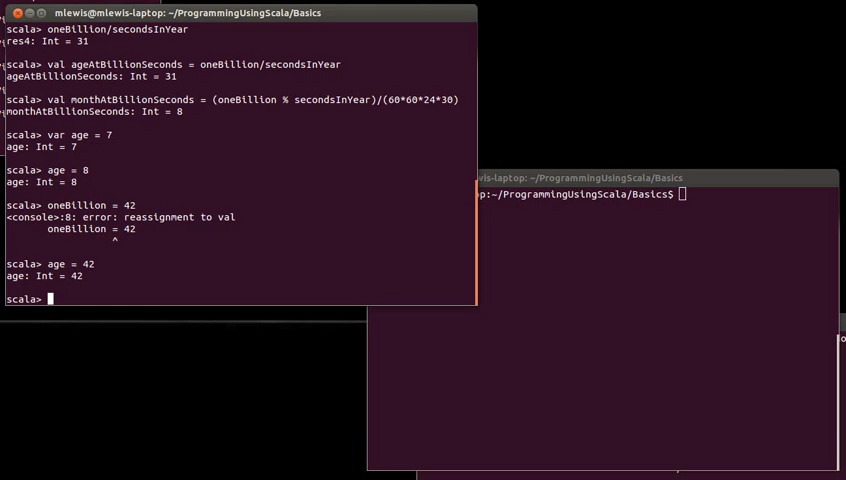 mlewis@mlewis-laptop: ~/ProgrammingUsingScala/Basics
scala> oneBillion/secondsInYear
res4: Int = 31
scala> val ageAtBillionSeconds = oneBillion/secondsInYear
ageAtBillionSeconds: Int = 31
scala> val monthAtBillionSeconds = (oneBillion % secondsInYear)/(60*60*24*30)
monthAtBillionSeconds: Int = 8
scala> var age = 7
age: Int = 7
scala> age = 8
age: Int = 8
scala> oneBillion = 42
<console>:8: error: reassignment to val
oneBillion = 42
^
scala> age = 42
age: Int = 42
scala>
wis-laptop: ~/ProgrammingUsingScala/Basics
op:~/ProgrammingUsingScala/Basics$